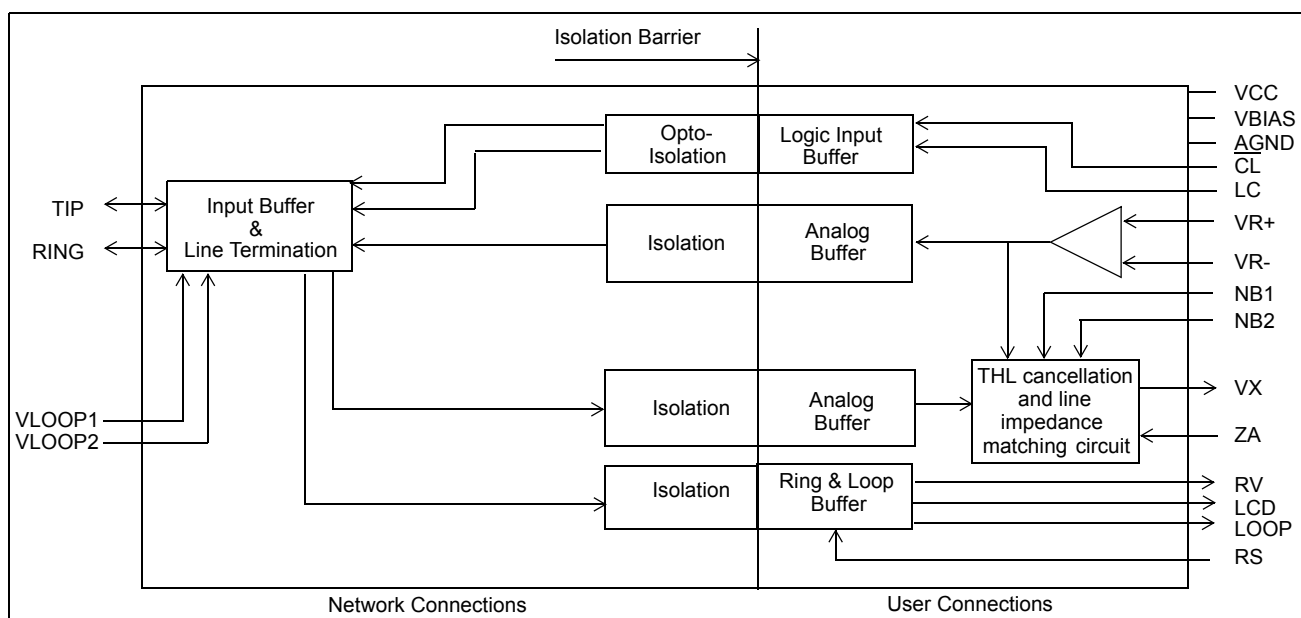 Isolation Barrier
VCC
VBIAS
AGND
CL
LC
Opto-
Isolation
Logic Input
Buffer
TIP
RING
Input Buffer
&
Line Termination
Isolation
Analog
Buffer
VR+
VR-
NB1
NB2
VLOOP1
VLOOP2
Isolation
Analog
Buffer
THL cancellation
and line
impedance
matching circuit
VX
ZA
Isolation
Ring & Loop
Buffer
RV
LCD
LOOP
RS
Network Connections
User Connections